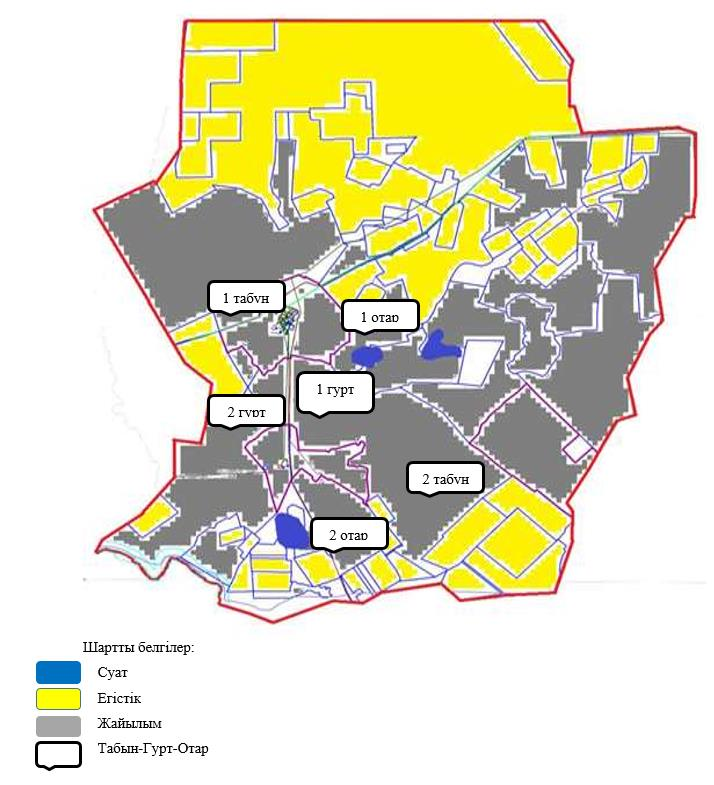 1 табун
1 отар
1 гурт
2 гурт
2 табун
2 отар
Шартты белгілер:
Суат
Егістік
Жайылым
Табын-Гурт-Отар